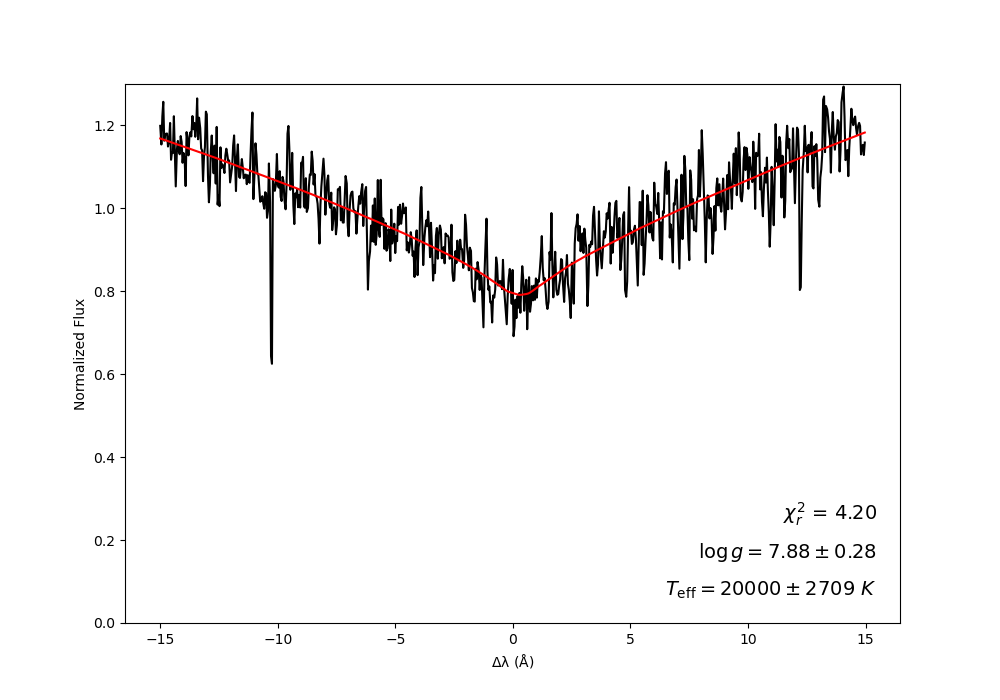 1.2
1.0
0.8
0.6
0.4
0.2
0.0
Normalized Flux
χ²ᵣ = 4.20
log g = 7.88 ± 0.28
T_eff = 20000 ± 2709 K
−15 −10 −5 0 5 10 15
Δλ (Å)